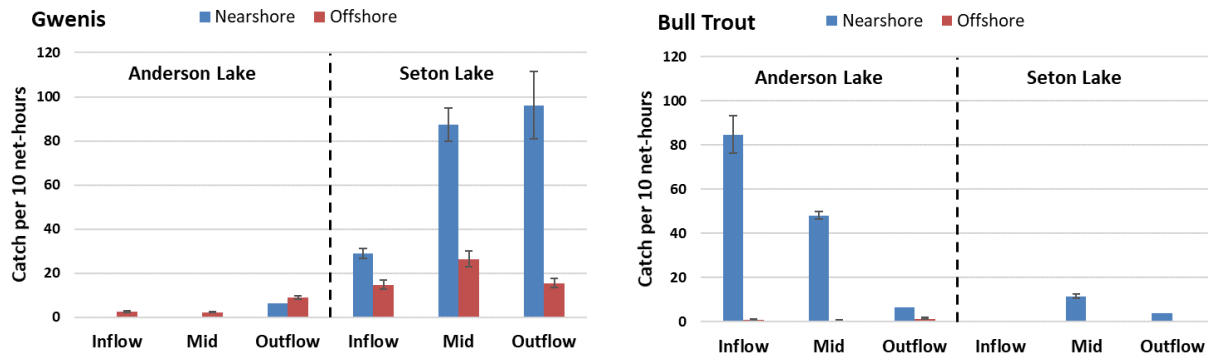 Gwenis
Nearshore Offshore
Catch per 10 net-hours
120
100
80
60
40
20
0
Anderson Lake Seton Lake
Inflow Mid Outflow Inflow Mid Outflow
Bull Trout
Nearshore Offshore
Catch per 10 net-hours
120
100
80
60
40
20
0
Anderson Lake Seton Lake
Inflow Mid Outflow Inflow Mid Outflow